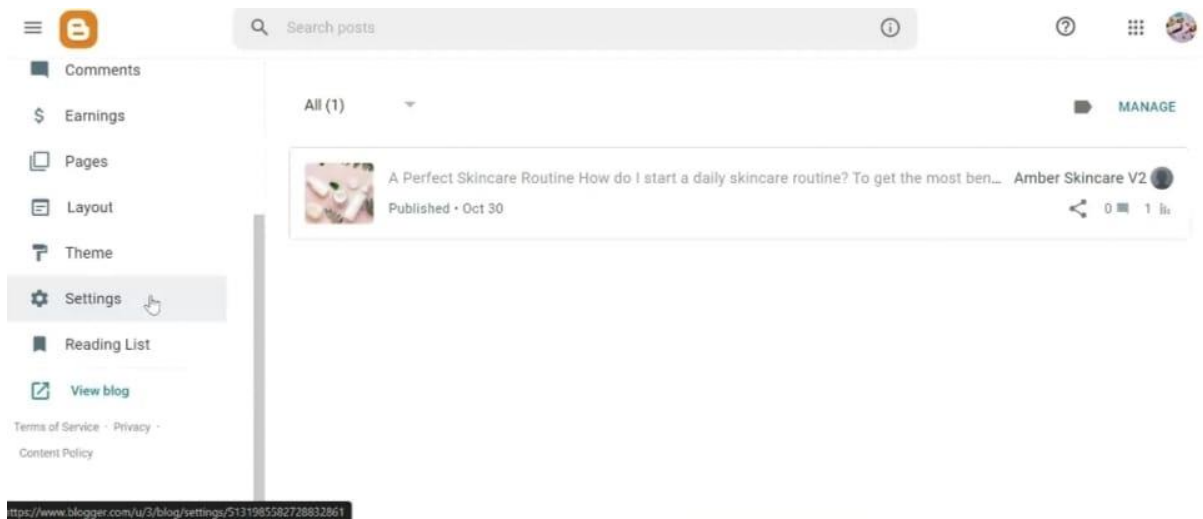 Search posts
Comments
Earnings
Pages
Layout
Theme
Settings
Reading List
View blog
Terms of Service · Privacy ·
Content Policy
All (1)
MANAGE
A Perfect Skincare Routine How do I start a daily skincare routine? To get the most ben... Amber Skincare V2
Published • Oct 30
0 1
ttps://www.blogger.com/u/3/blog/settings/5131985582728832861